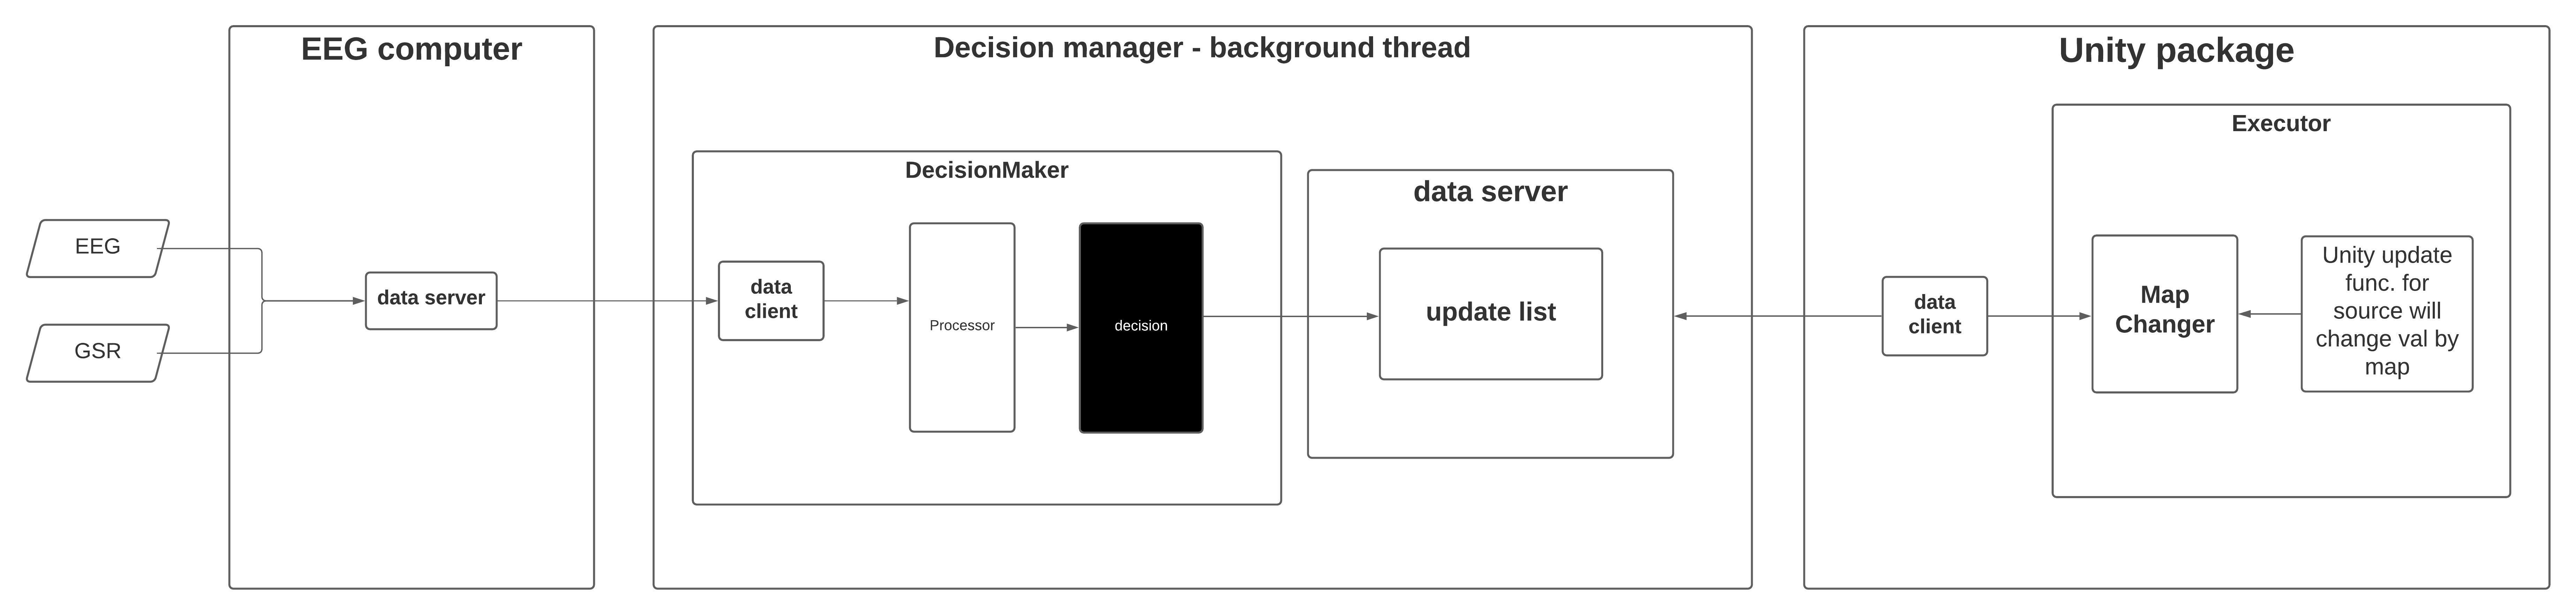 EEG computer
Decision manager - background thread
Unity package
Executor
DecisionMaker
data server
EEG
GSR
data server
data
client
Processor
decision
update list
data
client
Map
Changer
Unity update
func. for
source will
change val by
map